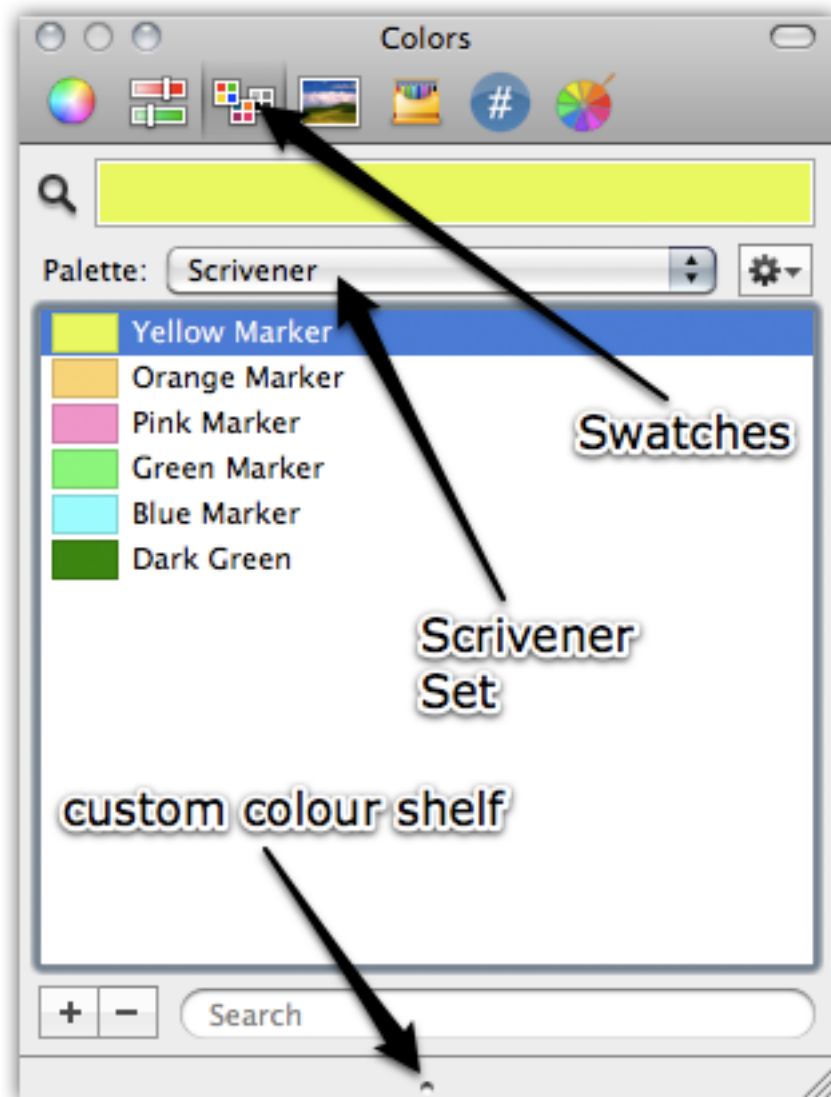 Colors
#
Palette: Scrivener
Yellow Marker
Orange Marker
Pink Marker
Green Marker
Blue Marker
Dark Green
Swatches
Scrivener
Set
custom colour shelf
+ − Search